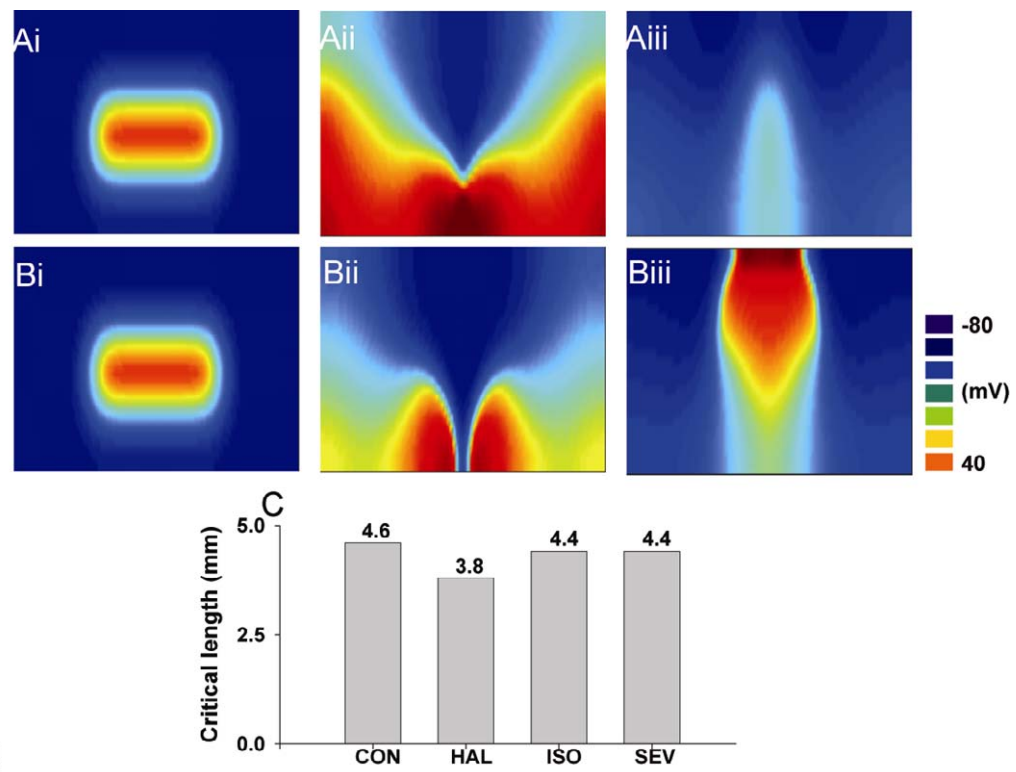 Ai
Aii
Aiii
Bi
Bii
Biii
-80
(mV)
40
C
Critical length (mm)
5.0
2.5
0.0
4.6
3.8
4.4
4.4
CON
HAL
ISO
SEV